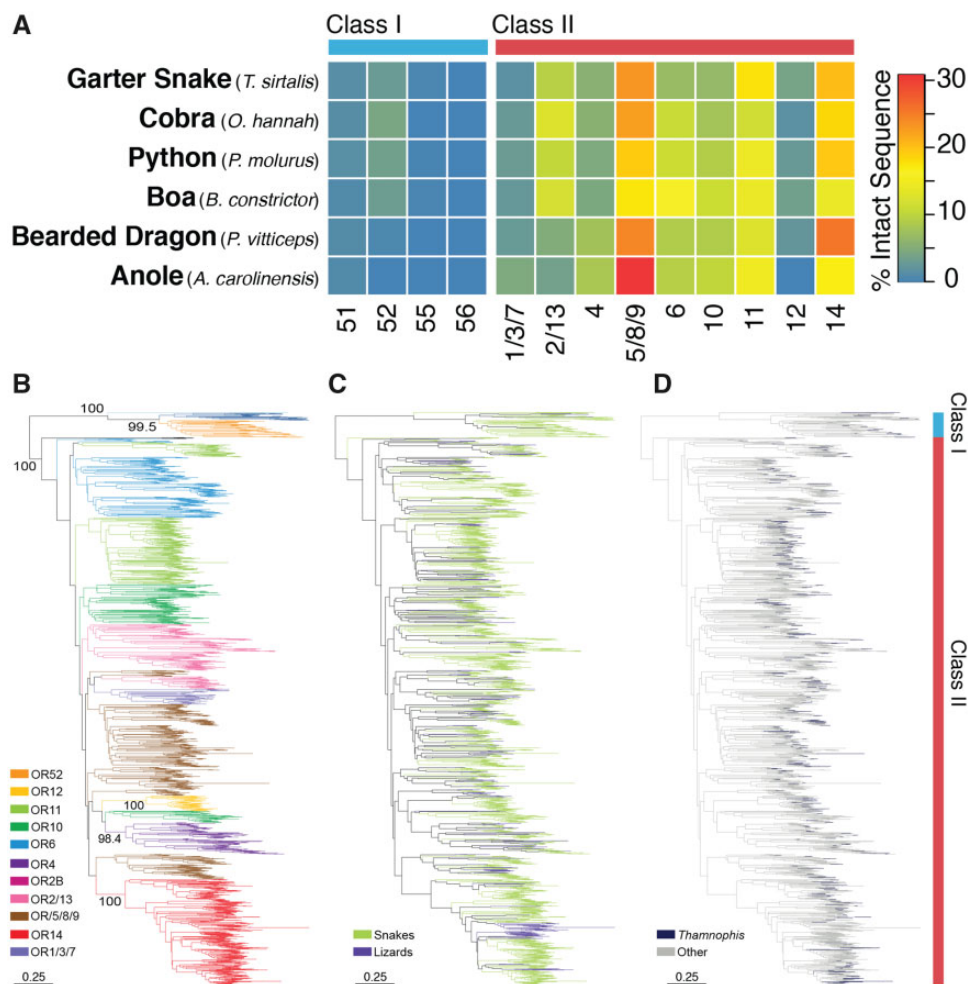 A
Class I
Class II
Garter Snake (T. sirtalis)
Cobra (O. hannah)
Python (P. molurus)
Boa (B. constrictor)
Bearded Dragon (P. vitticeps)
Anole (A. carolinensis)
51
52
55
56
1/3/7
2/13
4
5/8/9
6
10
11
12
14
% Intact Sequence
30
20
10
0
B
C
D
100
99.5
100
100
98.4
100
OR52
OR12
OR11
OR10
OR6
OR4
OR2B
OR2/13
OR/5/8/9
OR14
OR1/3/7
0.25
Snakes
Lizards
0.25
Thamnophis
Other
0.25
Class I
Class II